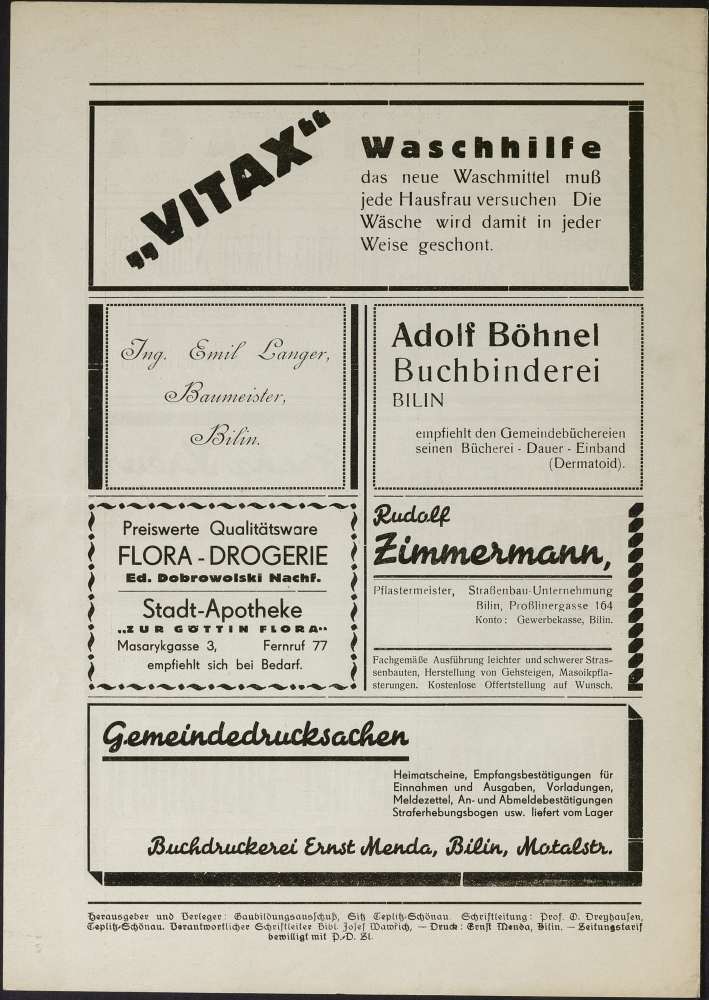 „VITAX“
Waschhilfe
das neue Waschmittel muß
jede Hausfrau versuchen Die
Wäsche wird damit in jeder
Weise geschont.
Ing. Emil Langer,
Baumeister,
Bilin.
Adolf Böhnel
Buchbinderei
BILIN
empfiehlt den Gemeindebüchereien
seinen Bücherei - Dauer - Einband
(Dermatoid).
Preiswerte Qualitätsware
FLORA - DROGERIE
Ed. Dobrowolski Nachf.
Stadt-Apotheke
„ZUR GÖTTIN FLORA“
Masarykgasse 3, Fernruf 77
empfiehlt sich bei Bedarf.
Rudolf
Zimmermann,
Pflastermeister, Straßenbau-Unternehmung
Bilin, Proßlinergasse 164
Konto: Gewerbekasse, Bilin.
Fachgemäße Ausführung leichter und schwerer Stras-
senbauten, Herstellung von Gehsteigen, Masoikpfla-
sterungen. Kostenlose Offertstellung auf Wunsch.
Gemeindedrucksachen
Heimatscheine, Empfangsbestätigungen für
Einnahmen und Ausgaben, Vorladungen,
Meldezettel, An- und Abmeldebestätigungen
Straferhebungsbogen usw. liefert vom Lager
Buchdruckerei Ernst Menda, Bilin, Motalstr.
Herausgeber und Verleger: Gaubildungsausschuß, Sitz Teplitz-Schönau. Schriftleitung: Prof. O. Dreyhausen,
Teplitz-Schönau. Verantwortlicher Schriftleiter Bibl. Josef Wawřich, — Druck: Ernst Menda, Bilin. — Zeitungstarif
bewilligt mit P.-D. Zl.